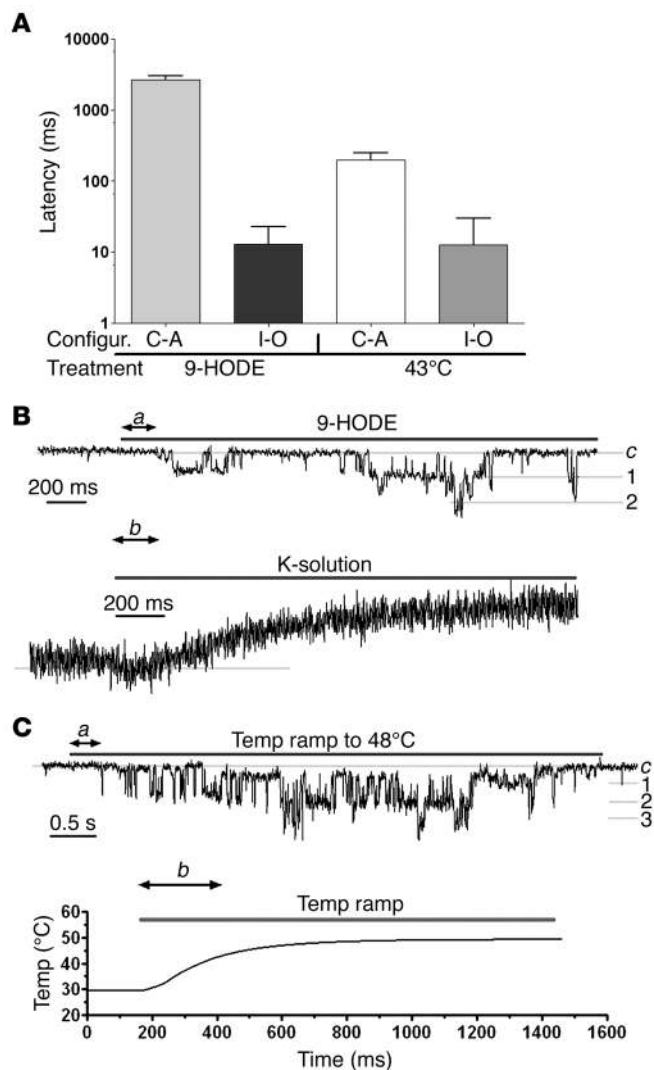 A
10000
1000
100
10
1
Latency (ms)
Configur. C-A I-O C-A I-O
Treatment 9-HODE 43°C
B
a
9-HODE
c
1
2
200 ms
b
K-solution
200 ms
C
a
Temp ramp to 48°C
c
1
2
3
0.5 s
b
Temp ramp
60
50
40
30
20
Temp (°C)
0 200 400 600 800 1000 1200 1400 1600
Time (ms)